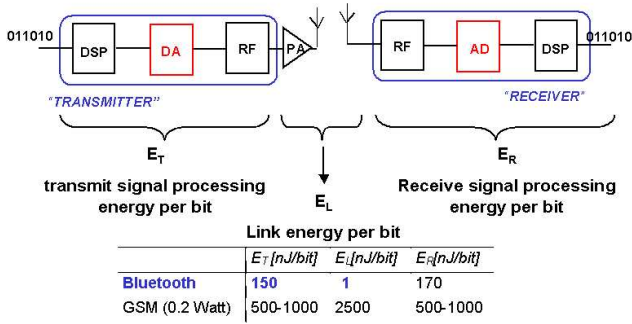 011010
DSP
DA
RF
PA
RF
AD
DSP
011010
"TRANSMITTER"
"RECEIVER"
E_T
E_R
transmit signal processing
energy per bit
E_L
Receive signal processing
energy per bit
Link energy per bit
E_T[nJ/bit] E_L[nJ/bit] E_R[nJ/bit]
Bluetooth 150 1 170
GSM (0.2 Watt) 500-1000 2500 500-1000